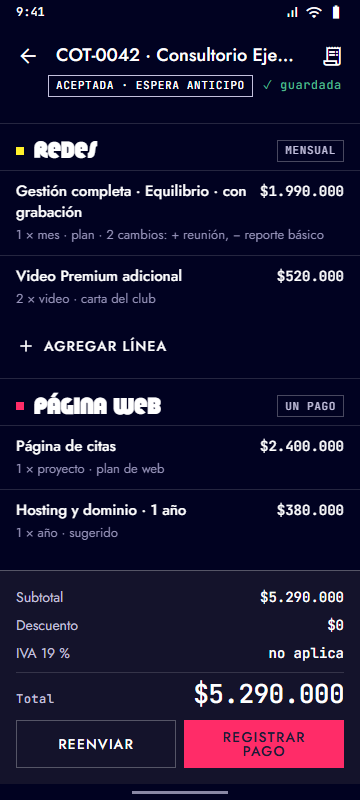 9:41
COT-0042 · Consultorio Eje...
ACEPTADA · ESPERA ANTICIPO ✓ guardada
Redes MENSUAL
Gestión completa · Equilibrio · con $1.990.000
grabación
1 × mes · plan · 2 cambios: + reunión, − reporte básico
Video Premium adicional $520.000
2 × video · carta del club
+ AGREGAR LÍNEA
PÁGINA WEB UN PAGO
Página de citas $2.400.000
1 × proyecto · plan de web
Hosting y dominio · 1 año $380.000
1 × año · sugerido
Subtotal $5.290.000
Descuento $0
IVA 19 % no aplica
Total $5.290.000
REENVIAR
REGISTRAR
PAGO